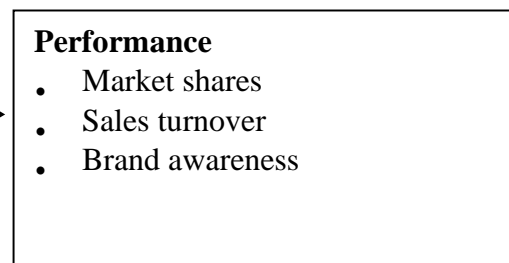 Performance
• Market shares
• Sales turnover
• Brand awareness